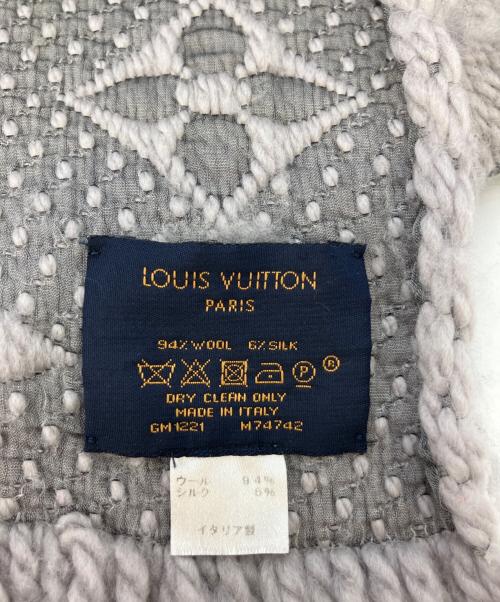 LOUIS VUITTON
PARIS
94% WOOL 6% SILK
®
DRY CLEAN ONLY
MADE IN ITALY
GM1221 M74742
ウール 94%
シルク 6%
イタリア製